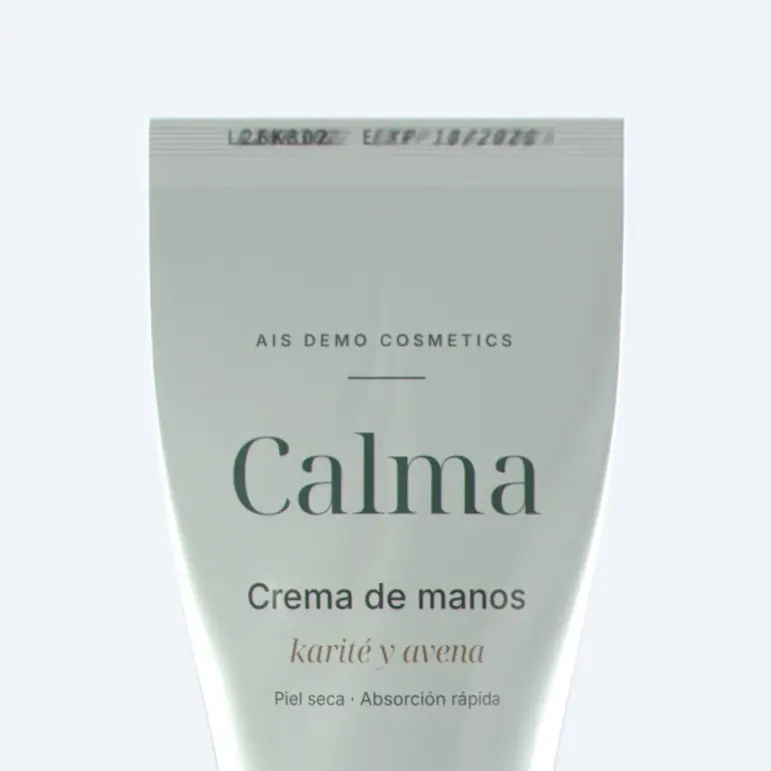 AIS DEMO COSMETICS
Calma
Crema de manos
karité y avena
Piel seca · Absorción rápida